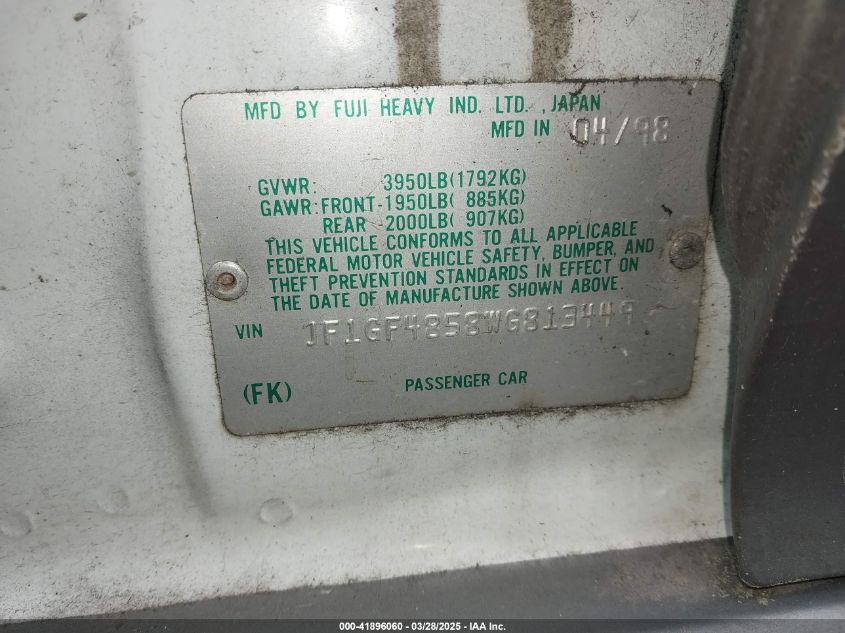 MFD BY FUJI HEAVY IND. LTD. ,JAPAN
MFD IN 04/98
GVWR: 3950LB(1792KG)
GAWR:FRONT-1950LB( 885KG)
REAR -2000LB( 907KG)
THIS VEHICLE CONFORMS TO ALL APPLICABLE
FEDERAL MOTOR VEHICLE SAFETY, BUMPER, AND
THEFT PREVENTION STANDARDS IN EFFECT ON
THE DATE OF MANUFACTURE SHOWN ABOVE.
VIN JF1GF4858WG813449
(FK) PASSENGER CAR
000-41896060 - 03/28/2025 - IAA Inc.